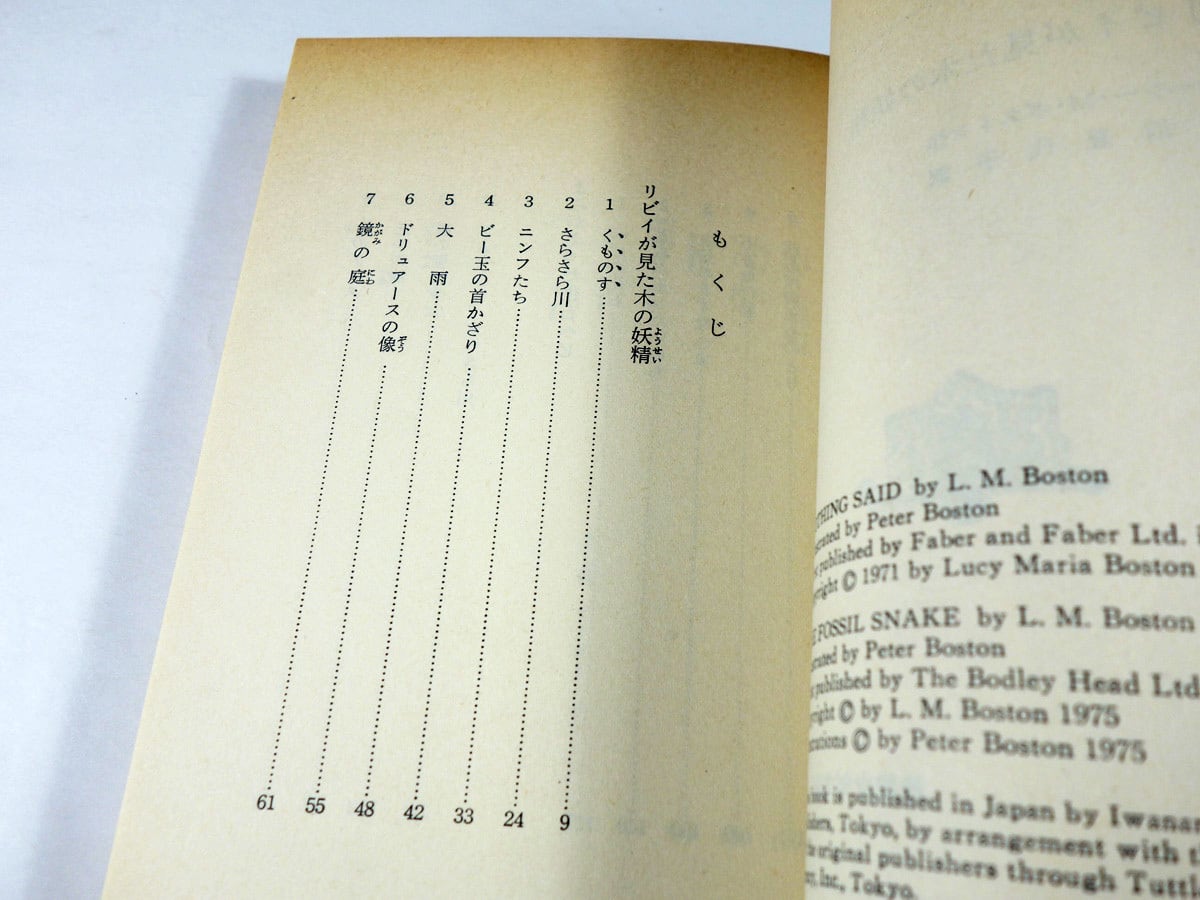 もくじ
リビイが見た木の妖精
1 くものす……9
2 さらさら川……24
3 ニンフたち……33
4 ビー玉の首かざり……42
5 大雨……48
6 ドリュアースの像……55
7 鏡の庭……61
THING SAID by L. M. Boston
by Peter Boston
published by Faber and Faber Ltd.
© 1971 by Lucy Maria Boston
FOSSIL SNAKE by L. M. Boston
by Peter Boston
published by The Bodley Head Ltd
© by L. M. Boston 1975
© by Peter Boston 1975
book is published in Japan by
Tokyo, by arrangement with
original publishers through
Inc., Tokyo.